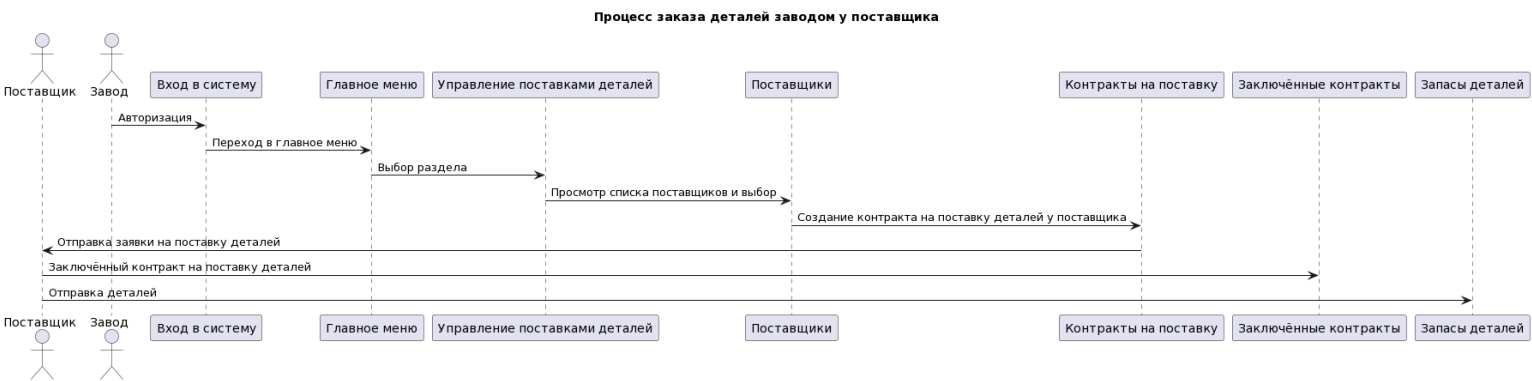 Процесс заказа деталей заводом у поставщика
Поставщик
Завод
Вход в систему
Главное меню
Управление поставками деталей
Поставщики
Контракты на поставку
Заключённые контракты
Запасы деталей
Авторизация
Переход в главное меню
Выбор раздела
Просмотр списка поставщиков и выбор
Создание контракта на поставку деталей у поставщика
Отправка заявки на поставку деталей
Заключённый контракт на поставку деталей
Отправка деталей
Поставщик
Завод
Вход в систему
Главное меню
Управление поставками деталей
Поставщики
Контракты на поставку
Заключённые контракты
Запасы деталей